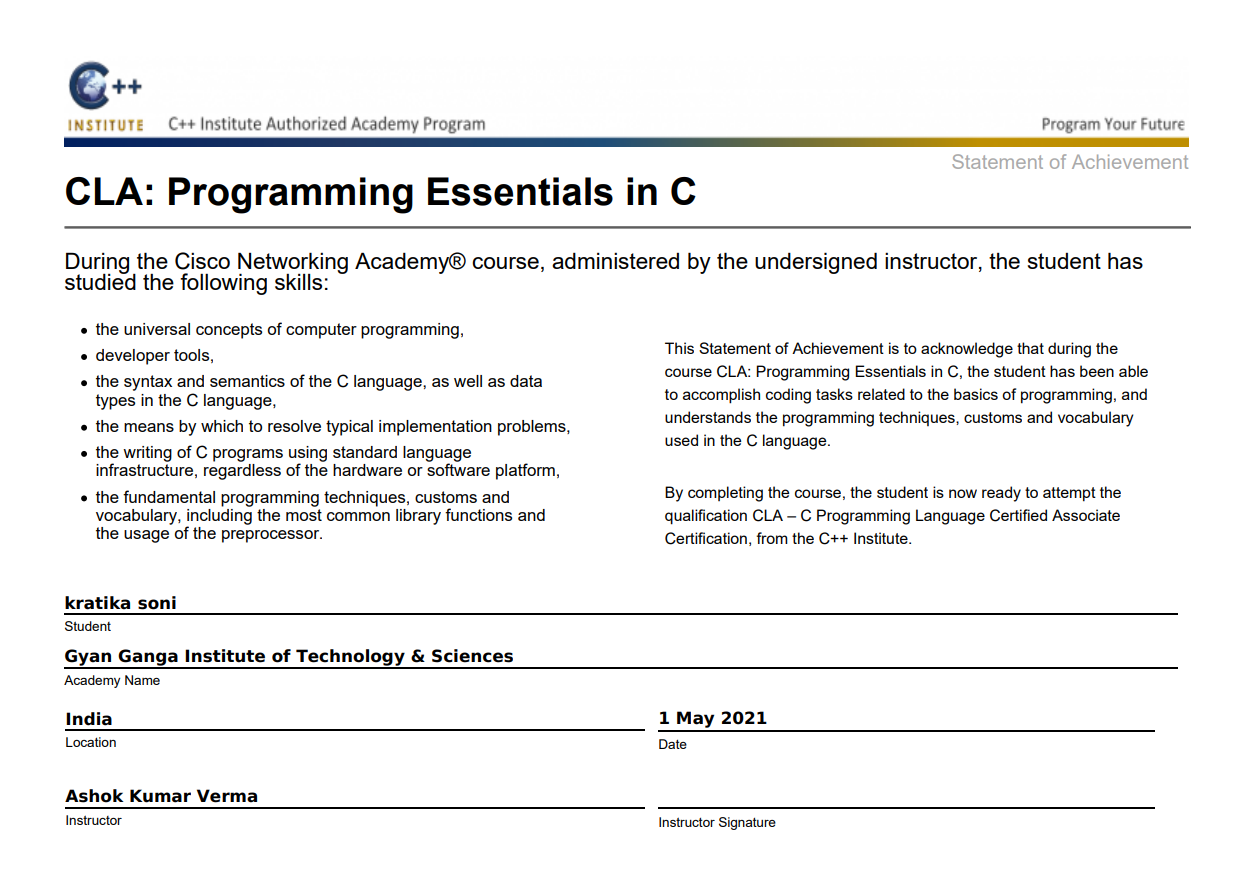 C++
INSTITUTE
C++ Institute Authorized Academy Program
Program Your Future
Statement of Achievement
CLA: Programming Essentials in C
During the Cisco Networking Academy® course, administered by the undersigned instructor, the student has
studied the following skills:
• the universal concepts of computer programming,
• developer tools,
• the syntax and semantics of the C language, as well as data
types in the C language,
• the means by which to resolve typical implementation problems,
• the writing of C programs using standard language
infrastructure, regardless of the hardware or software platform,
• the fundamental programming techniques, customs and
vocabulary, including the most common library functions and
the usage of the preprocessor.
This Statement of Achievement is to acknowledge that during the
course CLA: Programming Essentials in C, the student has been able
to accomplish coding tasks related to the basics of programming, and
understands the programming techniques, customs and vocabulary
used in the C language.
By completing the course, the student is now ready to attempt the
qualification CLA – C Programming Language Certified Associate
Certification, from the C++ Institute.
kratika soni
Student
Gyan Ganga Institute of Technology & Sciences
Academy Name
India
Location
1 May 2021
Date
Ashok Kumar Verma
Instructor
Instructor Signature